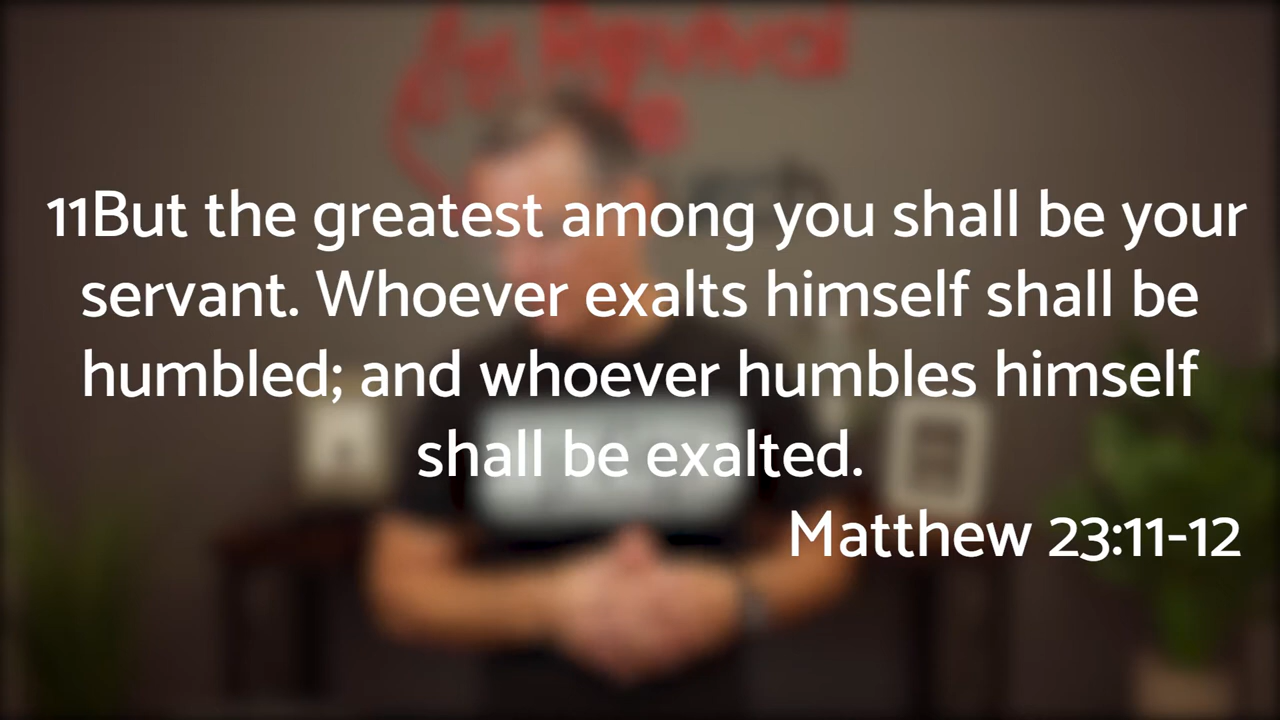 Revival
11But the greatest among you shall be your
servant. Whoever exalts himself shall be
humbled; and whoever humbles himself
shall be exalted.
Matthew 23:11-12